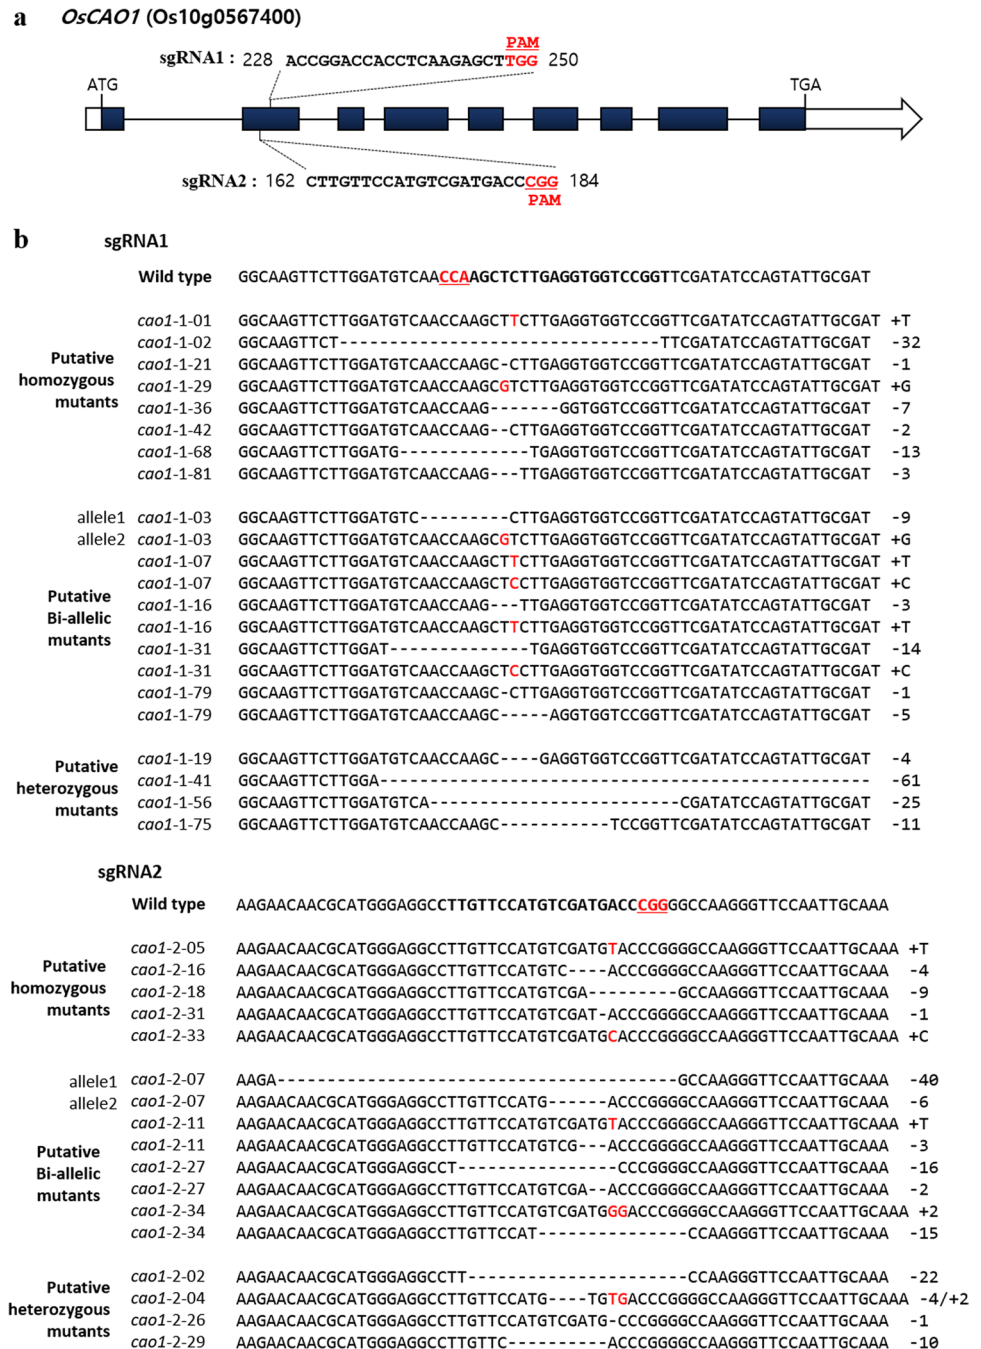 a OsCAO1 (Os10g0567400)
PAM
sgRNA1 : 228 ACCGGACCACCTCAAGAGCTTGG 250
ATG TGA
sgRNA2 : 162 CTTGTTCCATGTCGATGACCCGG 184
PAM
b sgRNA1
Wild type GGCAAGTTCTTGGATGTCAACCAAGCTCTTGAGGTGGTCCGGTTCGATATCCAGTATTGCGAT
Putative homozygous mutants
cao1-1-01 GGCAAGTTCTTGGATGTCAACCAAGCTTCTTGAGGTGGTCCGGTTCGATATCCAGTATTGCGAT +T
cao1-1-02 GGCAAGTTCT--------------------------------TTCGATATCCAGTATTGCGAT -32
cao1-1-21 GGCAAGTTCTTGGATGTCAACCAAGC-CTTGAGGTGGTCCGGTTCGATATCCAGTATTGCGAT -1
cao1-1-29 GGCAAGTTCTTGGATGTCAACCAAGCGTCTTGAGGTGGTCCGGTTCGATATCCAGTATTGCGAT +G
cao1-1-36 GGCAAGTTCTTGGATGTCAACCAAG-------GGTGGTCCGGTTCGATATCCAGTATTGCGAT -7
cao1-1-42 GGCAAGTTCTTGGATGTCAACCAAG--CTTGAGGTGGTCCGGTTCGATATCCAGTATTGCGAT -2
cao1-1-68 GGCAAGTTCTTGGATG-------------TGAGGTGGTCCGGTTCGATATCCAGTATTGCGAT -13
cao1-1-81 GGCAAGTTCTTGGATGTCAACCAAG---TTGAGGTGGTCCGGTTCGATATCCAGTATTGCGAT -3
Putative Bi-allelic mutants
allele1 cao1-1-03 GGCAAGTTCTTGGATGTC---------CTTGAGGTGGTCCGGTTCGATATCCAGTATTGCGAT -9
allele2 cao1-1-03 GGCAAGTTCTTGGATGTCAACCAAGCGTCTTGAGGTGGTCCGGTTCGATATCCAGTATTGCGAT +G
cao1-1-07 GGCAAGTTCTTGGATGTCAACCAAGCTTCTTGAGGTGGTCCGGTTCGATATCCAGTATTGCGAT +T
cao1-1-07 GGCAAGTTCTTGGATGTCAACCAAGCTCCTTGAGGTGGTCCGGTTCGATATCCAGTATTGCGAT +C
cao1-1-16 GGCAAGTTCTTGGATGTCAACCAAG---TTGAGGTGGTCCGGTTCGATATCCAGTATTGCGAT -3
cao1-1-16 GGCAAGTTCTTGGATGTCAACCAAGCTTCTTGAGGTGGTCCGGTTCGATATCCAGTATTGCGAT +T
cao1-1-31 GGCAAGTTCTTGGAT--------------TGAGGTGGTCCGGTTCGATATCCAGTATTGCGAT -14
cao1-1-31 GGCAAGTTCTTGGATGTCAACCAAGCTCCTTGAGGTGGTCCGGTTCGATATCCAGTATTGCGAT +C
cao1-1-79 GGCAAGTTCTTGGATGTCAACCAAGC-CTTGAGGTGGTCCGGTTCGATATCCAGTATTGCGAT -1
cao1-1-79 GGCAAGTTCTTGGATGTCAACCAAGC-----AGGTGGTCCGGTTCGATATCCAGTATTGCGAT -5
Putative heterozygous mutants
cao1-1-19 GGCAAGTTCTTGGATGTCAACCAAGC----GAGGTGGTCCGGTTCGATATCCAGTATTGCGAT -4
cao1-1-41 GGCAAGTTCTTGGA------------------------------------------------- -61
cao1-1-56 GGCAAGTTCTTGGATGTCA-------------------------CGATATCCAGTATTGCGAT -25
cao1-1-75 GGCAAGTTCTTGGATGTCAACCAAGC-----------TCCGGTTCGATATCCAGTATTGCGAT -11
sgRNA2
Wild type AAGAACAACGCATGGGAGGCCTTGTTCCATGTCGATGACCCGGGGCCAAGGGTTCCAATTGCAAA
Putative homozygous mutants
cao1-2-05 AAGAACAACGCATGGGAGGCCTTGTTCCATGTCGATGTACCCGGGGCCAAGGGTTCCAATTGCAAA +T
cao1-2-16 AAGAACAACGCATGGGAGGCCTTGTTCCATGTC----ACCCGGGGCCAAGGGTTCCAATTGCAAA -4
cao1-2-18 AAGAACAACGCATGGGAGGCCTTGTTCCATGTCGA---------GCCAAGGGTTCCAATTGCAAA -9
cao1-2-31 AAGAACAACGCATGGGAGGCCTTGTTCCATGTCGAT-ACCCGGGGCCAAGGGTTCCAATTGCAAA -1
cao1-2-33 AAGAACAACGCATGGGAGGCCTTGTTCCATGTCGATGCACCCGGGGCCAAGGGTTCCAATTGCAAA +C
Putative Bi-allelic mutants
allele1 cao1-2-07 AAGA----------------------------------------GCCAAGGGTTCCAATTGCAAA -40
allele2 cao1-2-07 AAGAACAACGCATGGGAGGCCTTGTTCCATG------ACCCGGGGCCAAGGGTTCCAATTGCAAA -6
cao1-2-11 AAGAACAACGCATGGGAGGCCTTGTTCCATGTCGATGTACCCGGGGCCAAGGGTTCCAATTGCAAA +T
cao1-2-11 AAGAACAACGCATGGGAGGCCTTGTTCCATGTCG---ACCCGGGGCCAAGGGTTCCAATTGCAAA -3
cao1-2-27 AAGAACAACGCATGGGAGGCCT----------------CCCGGGGCCAAGGGTTCCAATTGCAAA -16
cao1-2-27 AAGAACAACGCATGGGAGGCCTTGTTCCATGTCGA--ACCCGGGGCCAAGGGTTCCAATTGCAAA -2
cao1-2-34 AAGAACAACGCATGGGAGGCCTTGTTCCATGTCGATGGGACCCGGGGCCAAGGGTTCCAATTGCAAA +2
cao1-2-34 AAGAACAACGCATGGGAGGCCTTGTTCCAT---------------CCAAGGGTTCCAATTGCAAA -15
Putative heterozygous mutants
cao1-2-02 AAGAACAACGCATGGGAGGCCTT----------------------CCAAGGGTTCCAATTGCAAA -22
cao1-2-04 AAGAACAACGCATGGGAGGCCTTGTTCCATG----TGTGACCCGGGGCCAAGGGTTCCAATTGCAAA -4/+2
cao1-2-26 AAGAACAACGCATGGGAGGCCTTGTTCCATGTCGATG-CCCGGGGCCAAGGGTTCCAATTGCAAA -1
cao1-2-29 AAGAACAACGCATGGGAGGCCTTGTTC----------ACCCGGGGCCAAGGGTTCCAATTGCAAA -10